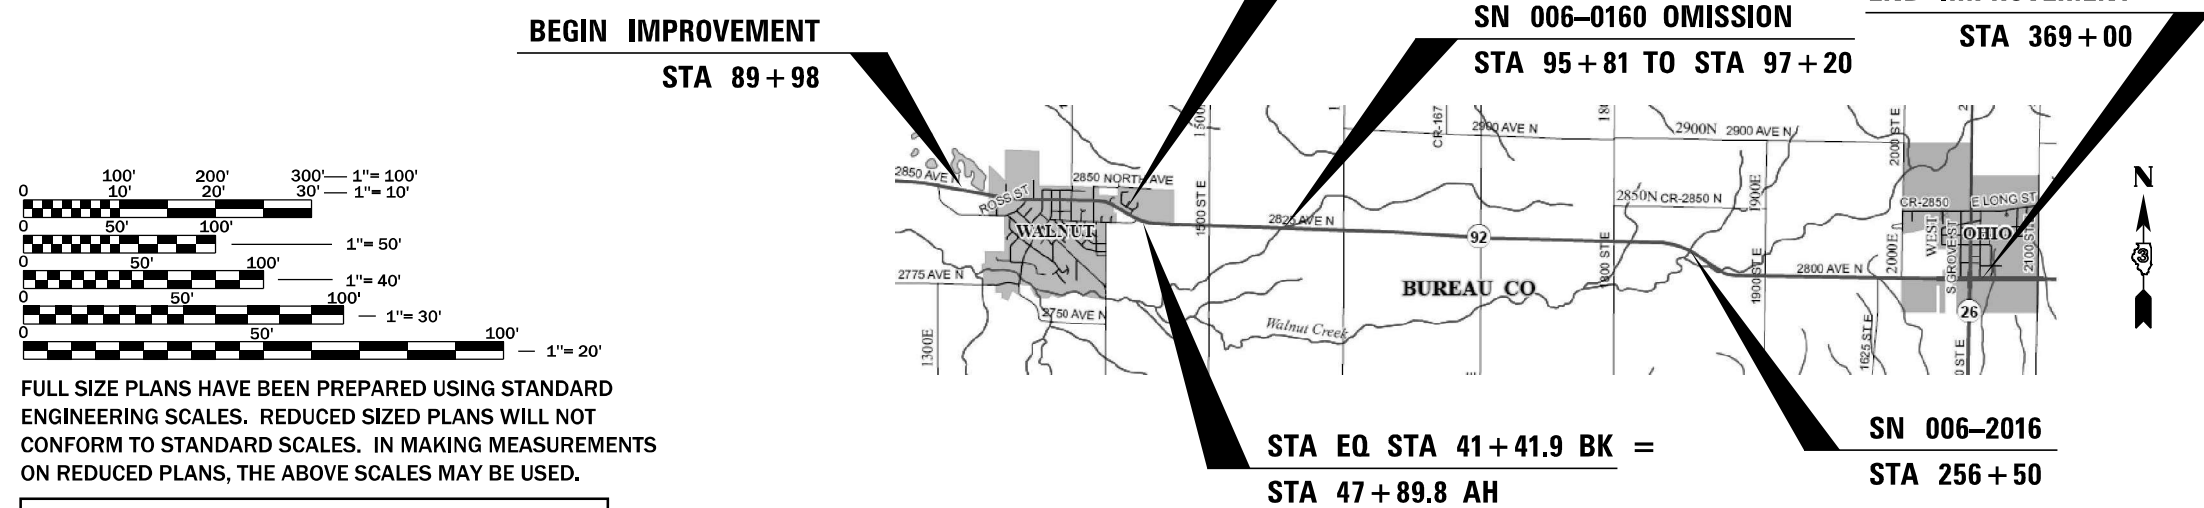 BEGIN IMPROVEMENT
STA 89+98
SN 006-0160 OMISSION
STA 95+81 TO STA 97+20
STA 369+00
100' 200' 300' 1"= 100'
0 10' 20' 30' 1"= 10'
0 50' 100'
1"= 50'
0 50' 100'
1"= 40'
0 50' 100'
1"= 30'
0 50' 100'
1"= 20'
FULL SIZE PLANS HAVE BEEN PREPARED USING STANDARD
ENGINEERING SCALES. REDUCED SIZED PLANS WILL NOT
CONFORM TO STANDARD SCALES. IN MAKING MEASUREMENTS
ON REDUCED PLANS, THE ABOVE SCALES MAY BE USED.
2850 AVE N
ROSS ST
2850 NORTH AVE
WALNUT
2775 AVE N
2750 AVE N
1300E
1500 ST E
CR-167
2900 AVE N
2900N 2900 AVE N
2825 AVE N
92
BUREAU CO
Walnut Creek
2850N CR-2850 N
1900E
1800 ST E
1900 ST E
2800 AVE N
2000 ST E
2000E
CR-2850
E LONG ST
WEST
S GROVE ST
OHIO
2100 ST E
26
1625 ST E
N
3
STA EQ STA 41+41.9 BK =
STA 47+89.8 AH
SN 006-2016
STA 256+50